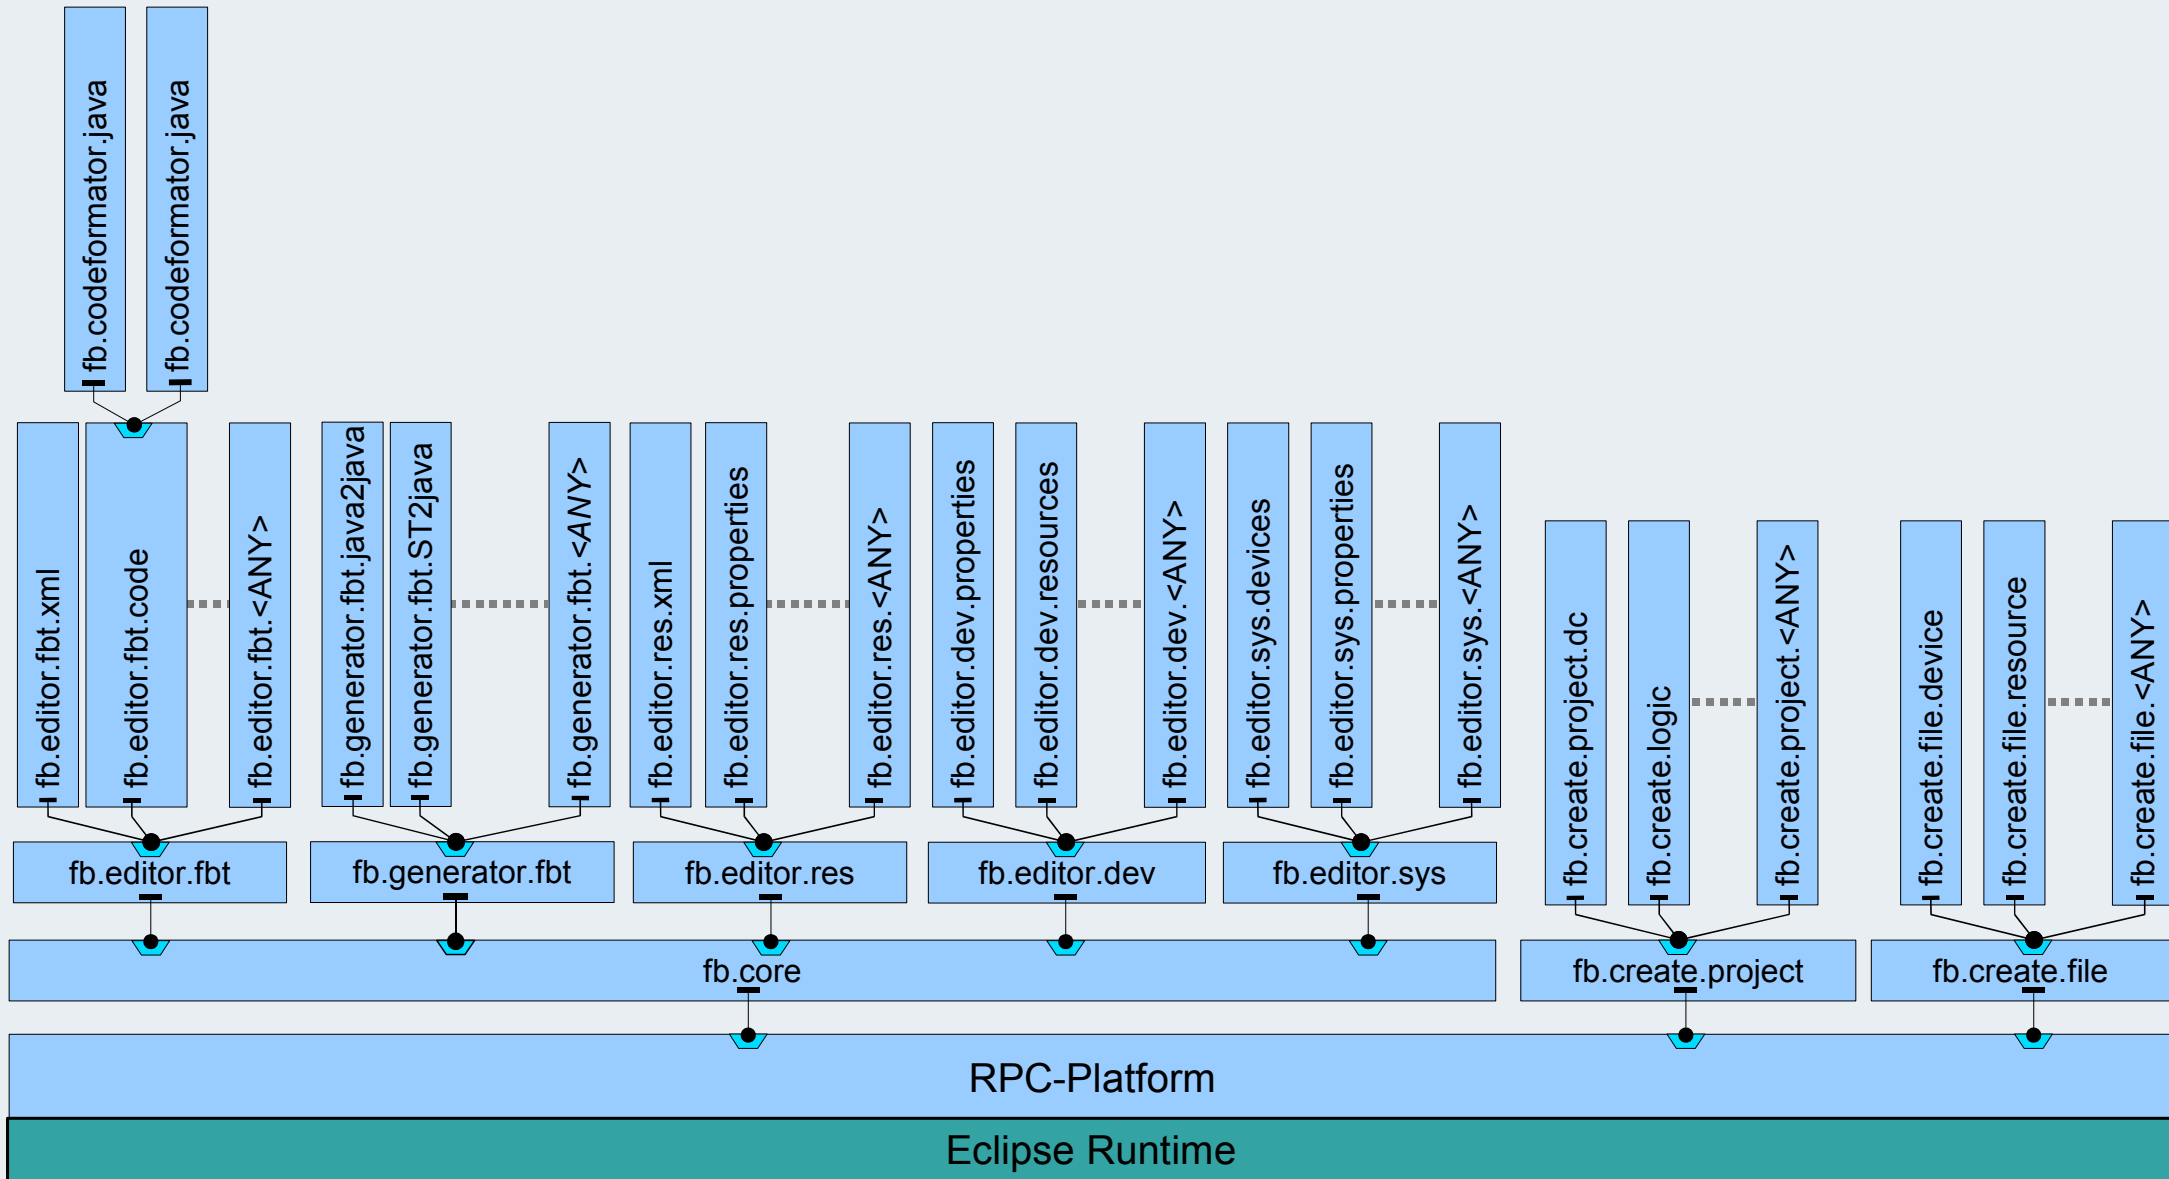 fb.codeformator.java
fb.codeformator.java
fb.editor.fbt.xml
fb.editor.fbt.code
fb.editor.fbt.<ANY>
fb.generator.fbt.java2java
fb.generator.fbt.ST2java
fb.generator.fbt.<ANY>
fb.editor.res.xml
fb.editor.res.properties
fb.editor.res.<ANY>
fb.editor.dev.properties
fb.editor.dev.resources
fb.editor.dev.<ANY>
fb.editor.sys.devices
fb.editor.sys.properties
fb.editor.sys.<ANY>
fb.create.project.dc
fb.create.logic
fb.create.project.<ANY>
fb.create.file.device
fb.create.file.resource
fb.create.file.<ANY>
fb.editor.fbt
fb.generator.fbt
fb.editor.res
fb.editor.dev
fb.editor.sys
fb.core
fb.create.project
fb.create.file
RPC-Platform
Eclipse Runtime